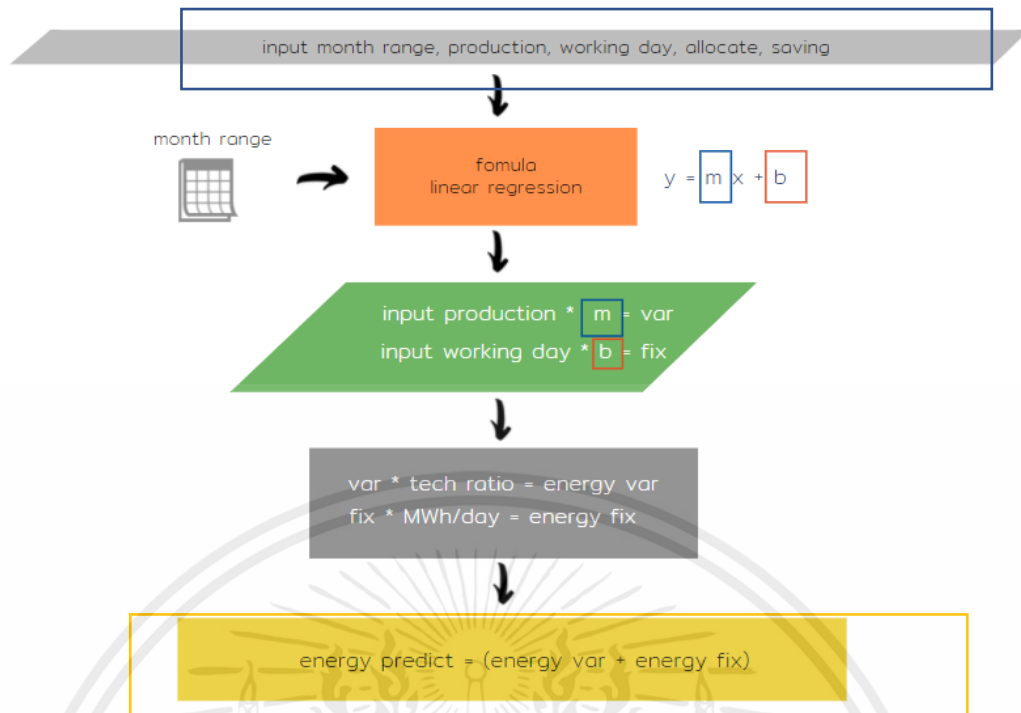 input month range, production, working day, allocate, saving
month range
fomula
linear regression
y = m x + b
input production * m = var
input working day * b = fix
var * tech ratio = energy var
fix * MWh/day = energy fix
energy predict = (energy var + energy fix)